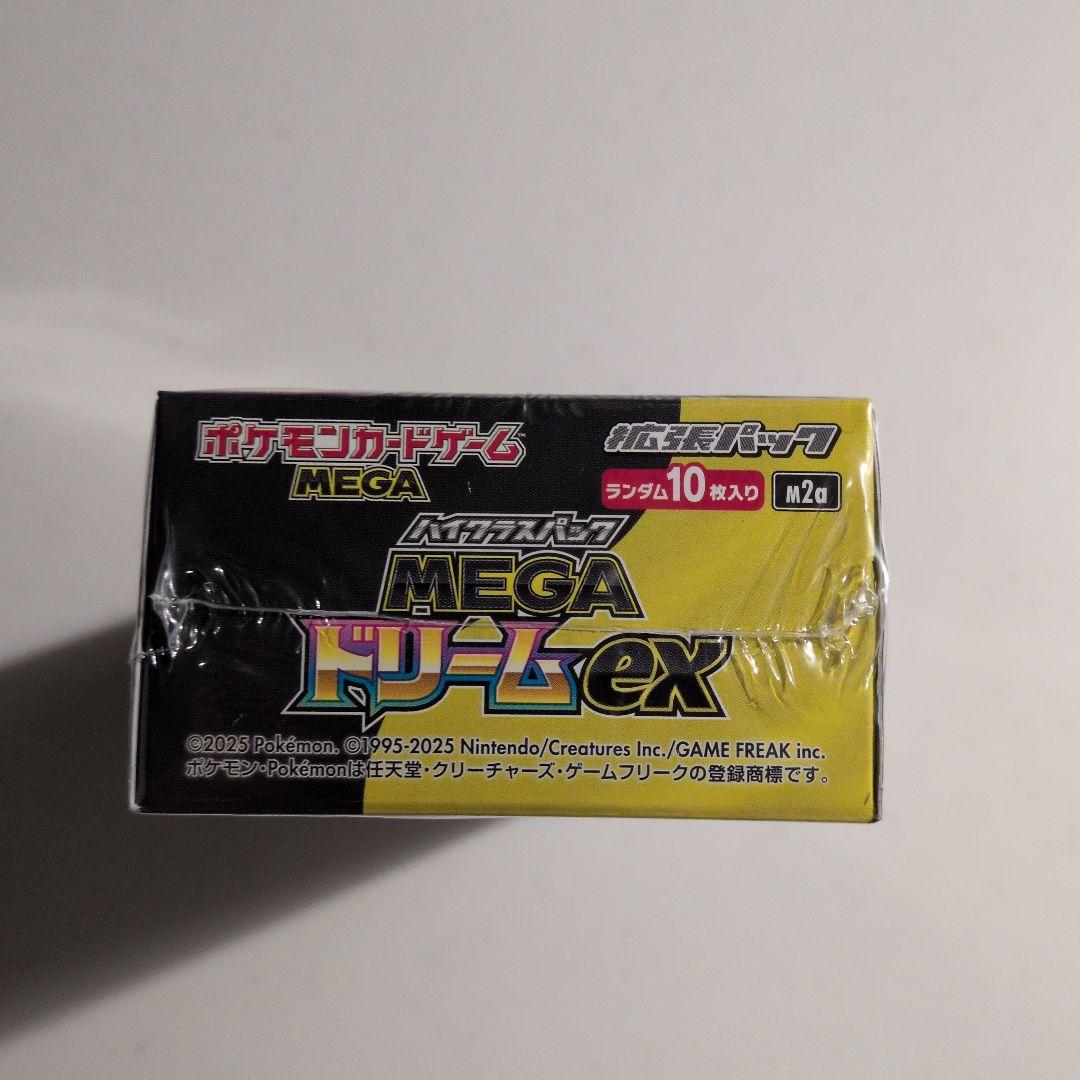 ポケモンカードゲーム™
MEGA
拡張パック
ランダム10枚入り
M2a
ハイクラスパック
MEGA
ドリームex
©2025 Pokémon. ©1995-2025 Nintendo/Creatures Inc./GAME FREAK inc.
ポケモン・Pokémonは任天堂・クリーチャーズ・ゲームフリークの登録商標です。